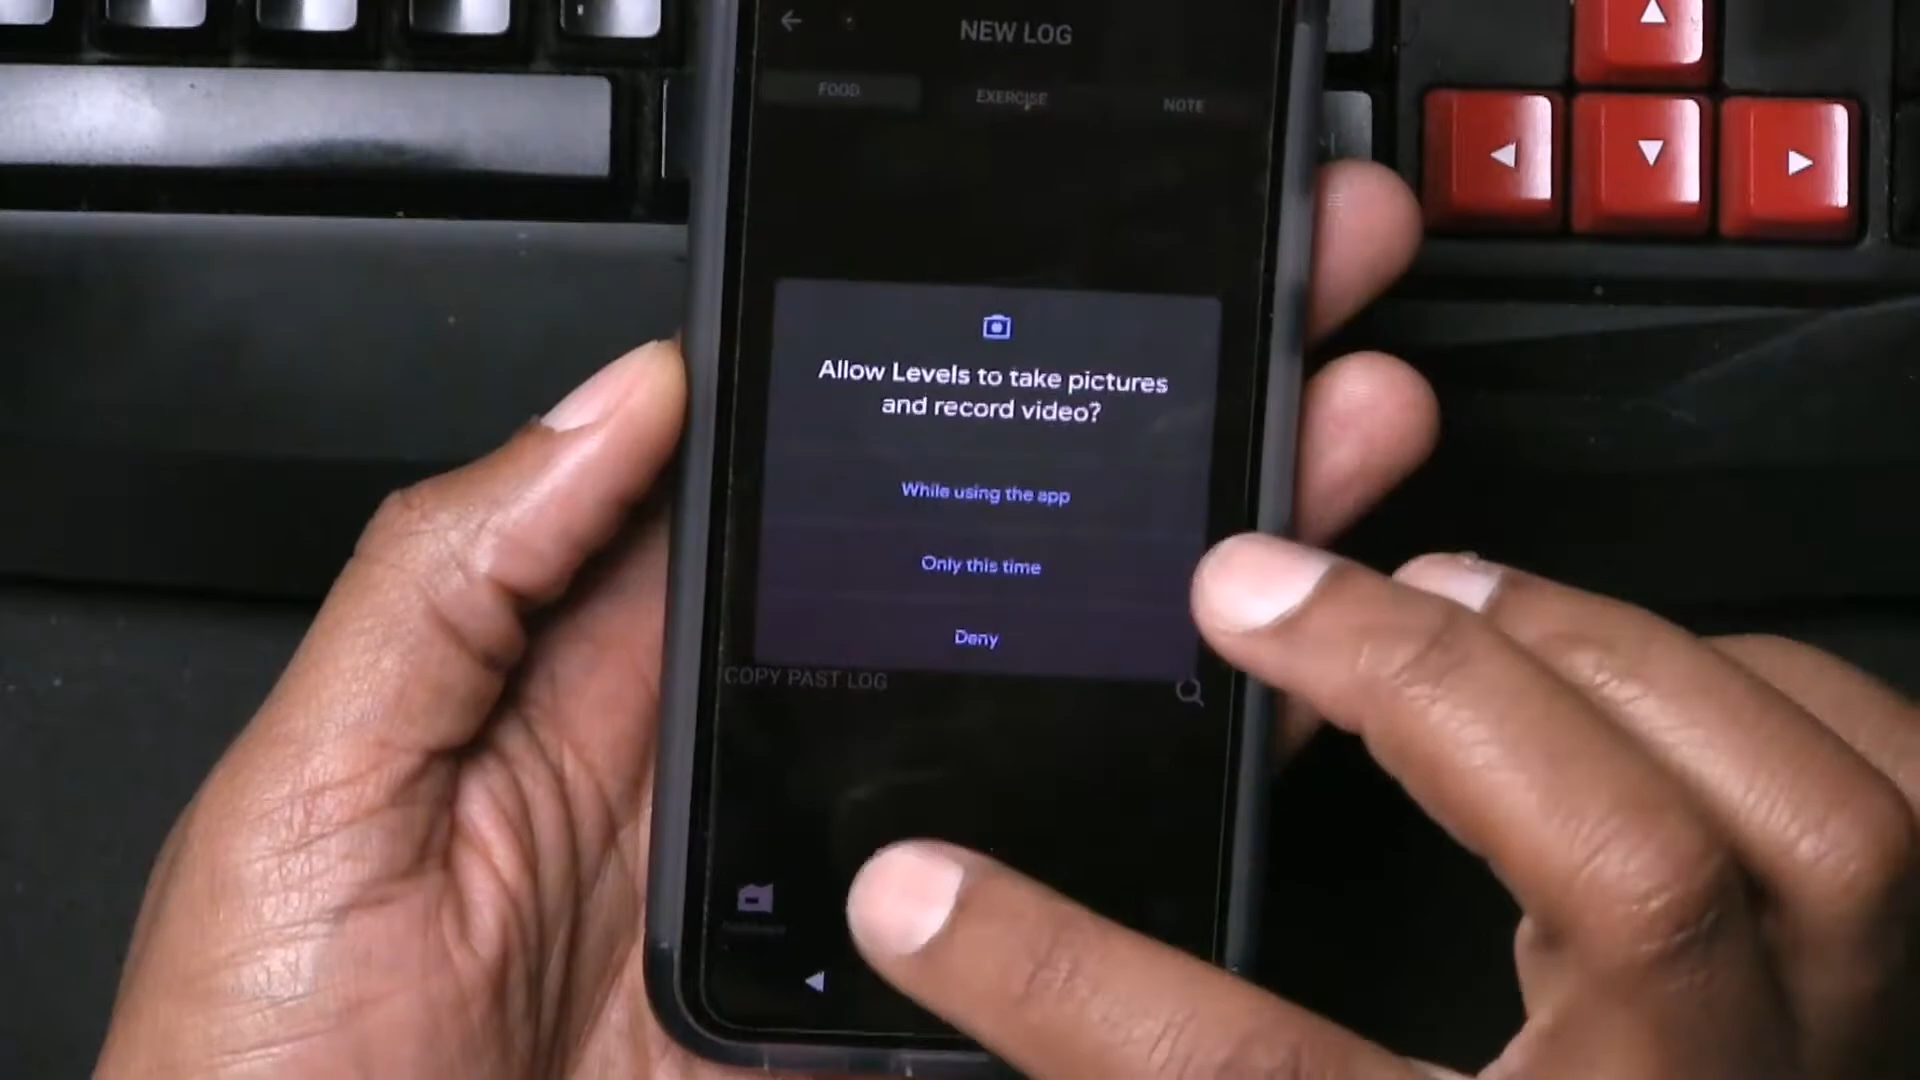 NEW LOG
FOOD
EXERCISE
NOTE
Allow Levels to take pictures
and record video?
While using the app
Only this time
Deny
COPY PAST LOG